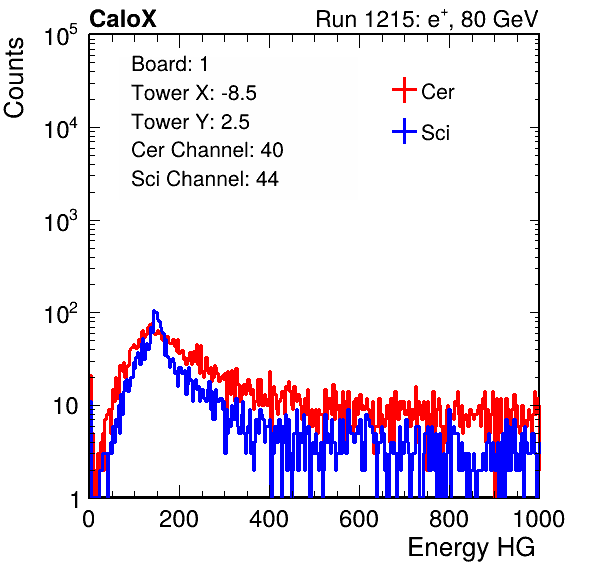 CaloX Run 1215: e⁺, 80 GeV
Counts
Board: 1
Tower X: -8.5
Tower Y: 2.5
Cer Channel: 40
Sci Channel: 44
Cer
Sci
10⁵
10⁴
10³
10²
10
1
0 200 400 600 800 1000
Energy HG